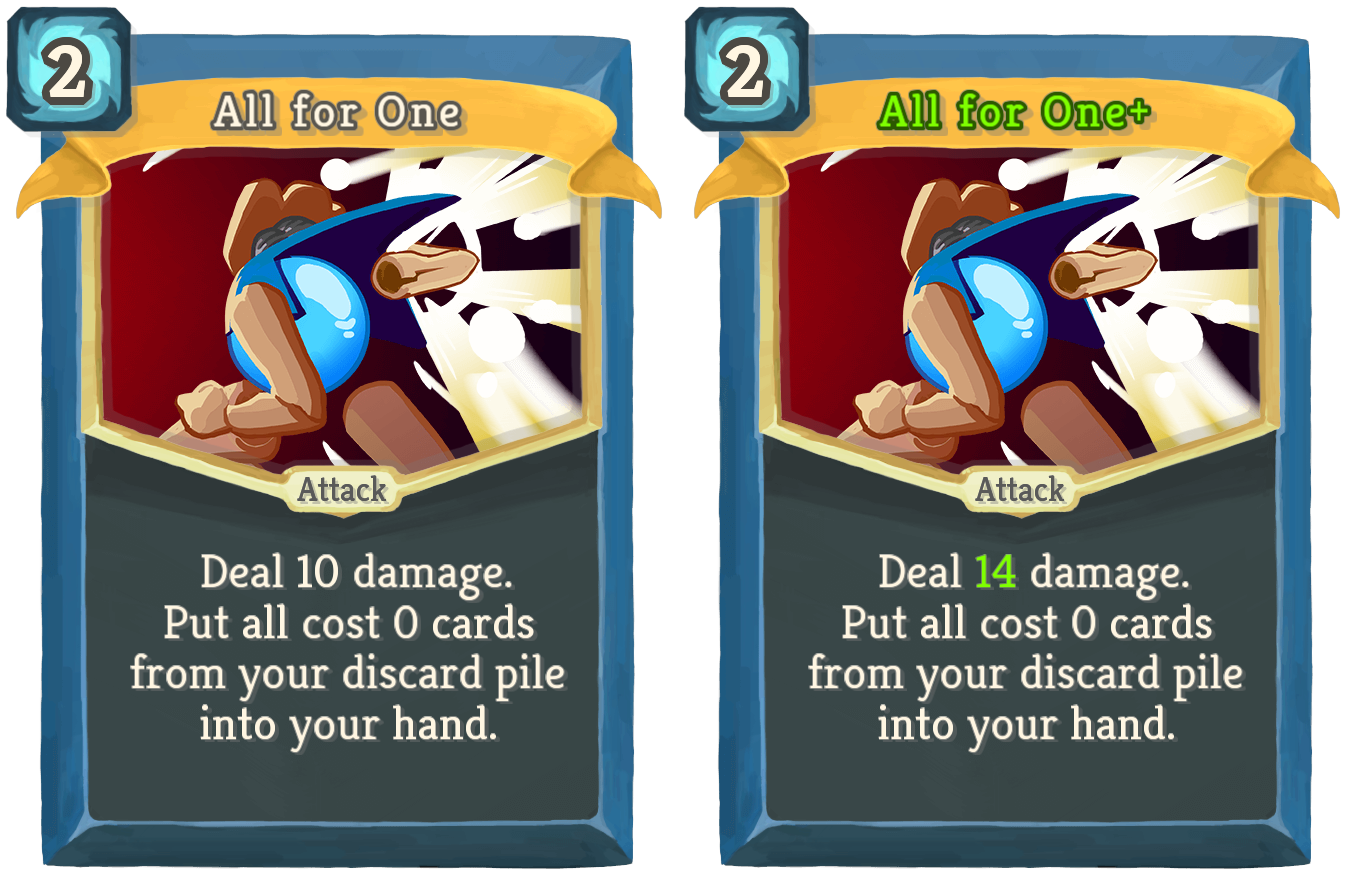 2
All for One
Attack
Deal 10 damage.
Put all cost 0 cards
from your discard pile
into your hand.
2
All for One+
Attack
Deal 14 damage.
Put all cost 0 cards
from your discard pile
into your hand.